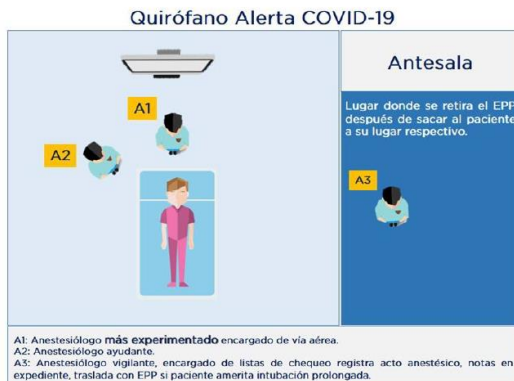 Quirófano Alerta COVID-19
Antesala
Lugar donde se retira el EPP
después de sacar al paciente
a su lugar respectivo.
A1
A2
A3
A1: Anestesiólogo más experimentado encargado de vía aérea.
A2: Anestesiólogo ayudante.
A3: Anestesiólogo vigilante, encargado de listas de chequeo registra acto anestésico, notas en
expediente, traslada con EPP si paciente amerita intubación prolongada.